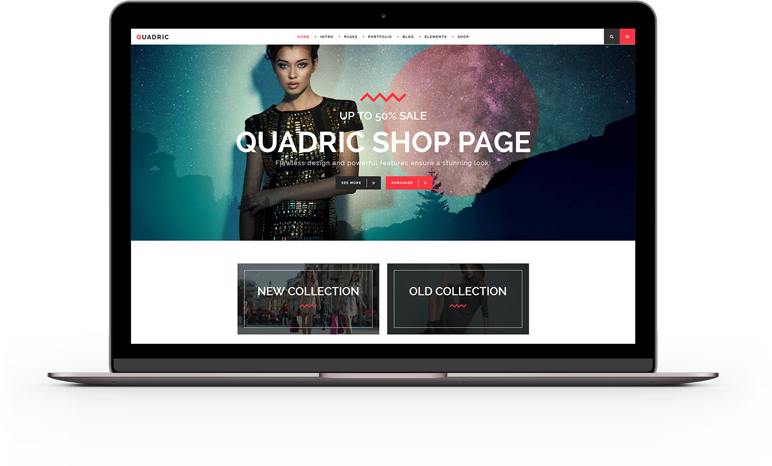 QUADRIC
HOME • INTRO • PAGES • PORTFOLIO • BLOG • ELEMENTS • SHOP
UP TO 50% SALE
QUADRIC SHOP PAGE
Flawless design and powerful features ensure a stunning look.
SEE MORE
PURCHASE
NEW COLLECTION
OLD COLLECTION